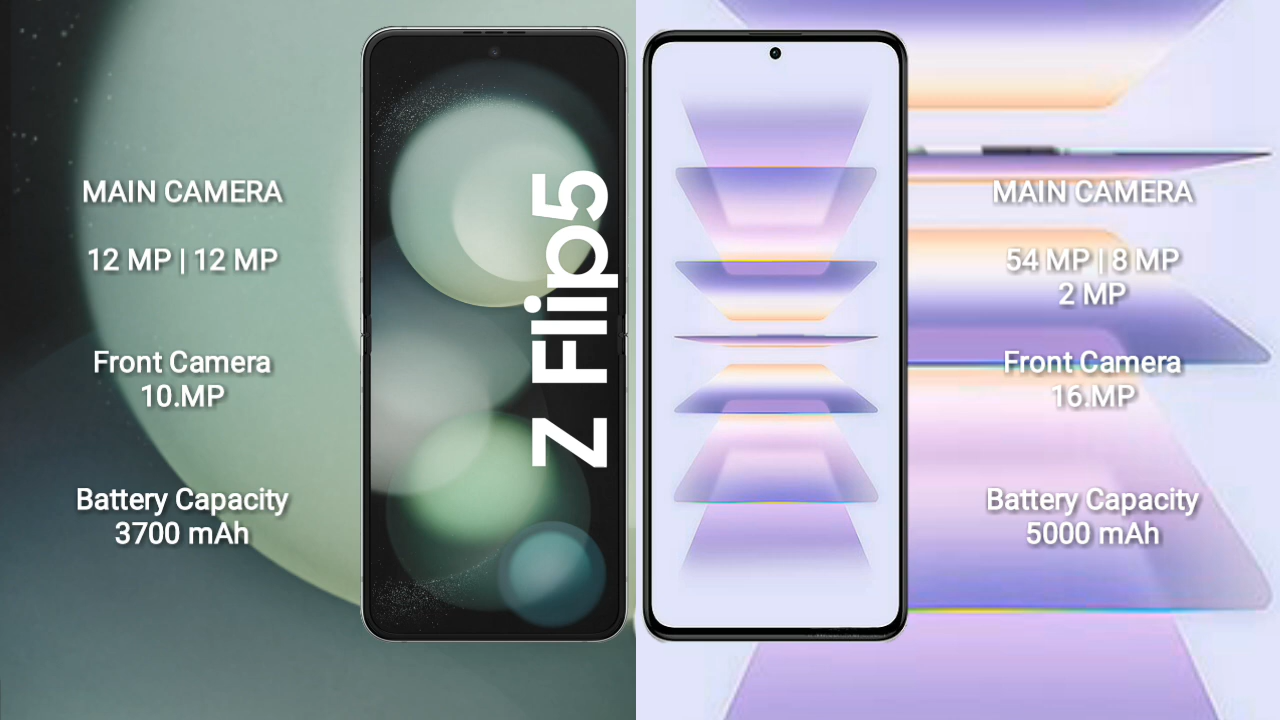 MAIN CAMERA
12 MP | 12 MP
Front Camera
10.MP
Battery Capacity
3700 mAh
Z Flip5
MAIN CAMERA
54 MP | 8 MP
2 MP
Front Camera
16.MP
Battery Capacity
5000 mAh